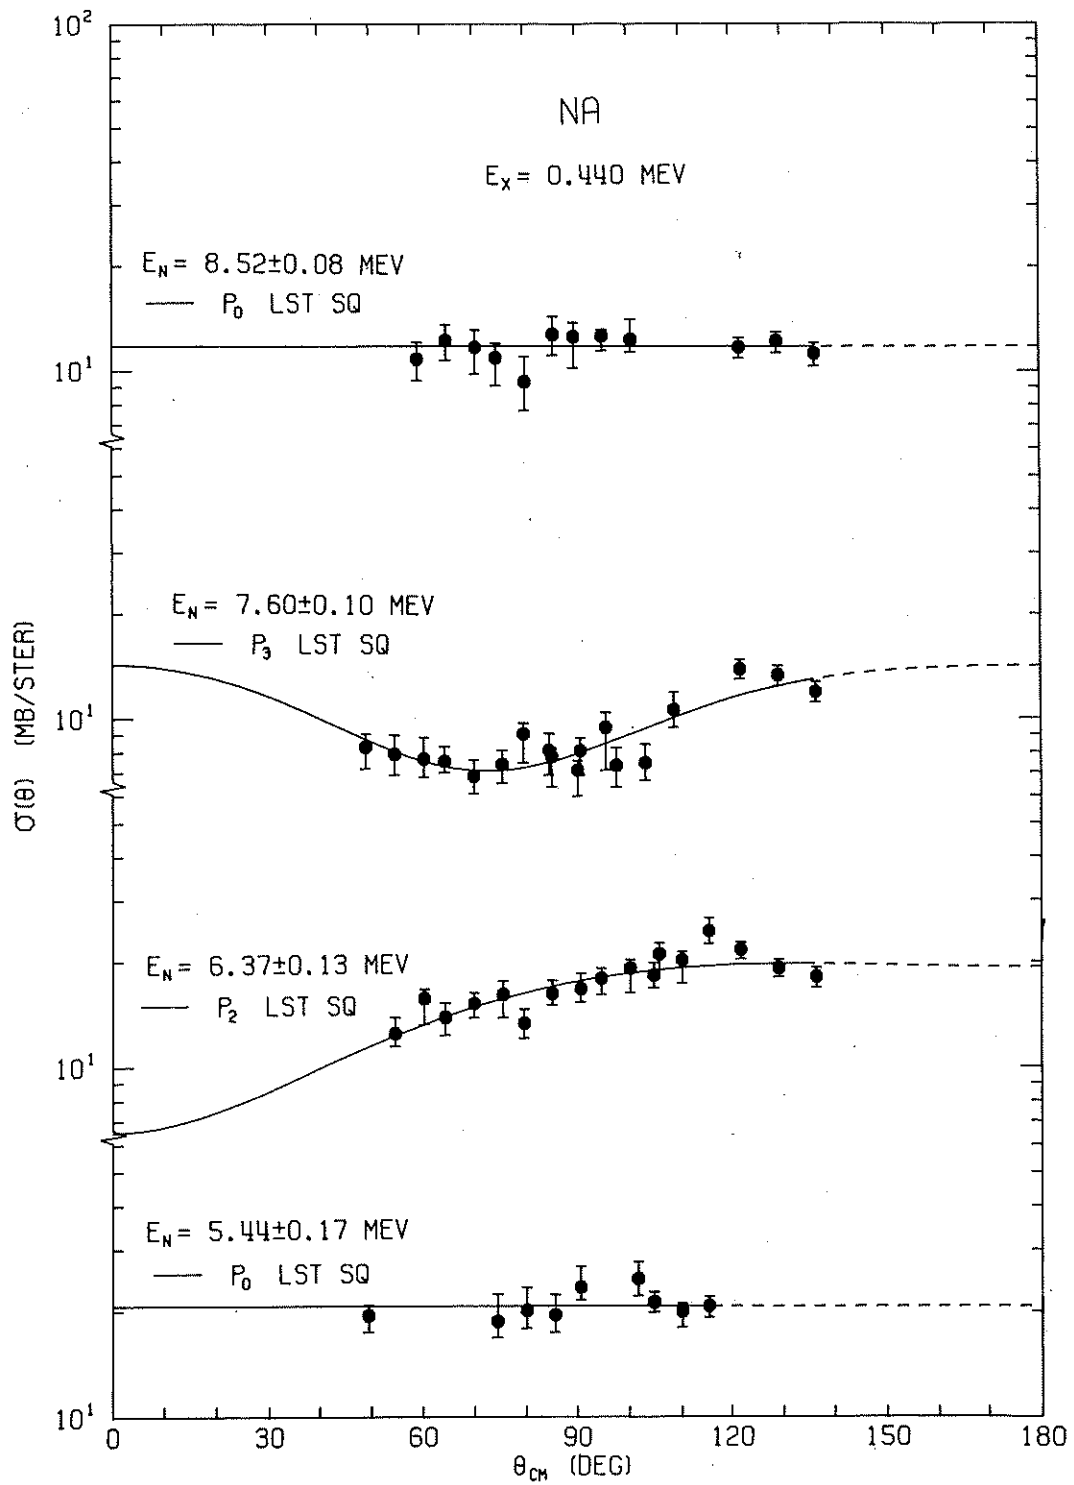 10²
NA
Eₓ= 0.440 MEV
E_N= 8.52±0.08 MEV
P₀ LST SQ
10¹
E_N= 7.60±0.10 MEV
P₃ LST SQ
σ(θ) (MB/STER)
10¹
E_N= 6.37±0.13 MEV
P₂ LST SQ
10¹
E_N= 5.44±0.17 MEV
P₀ LST SQ
10¹
0 30 60 90 120 150 180
θ_CM (DEG)